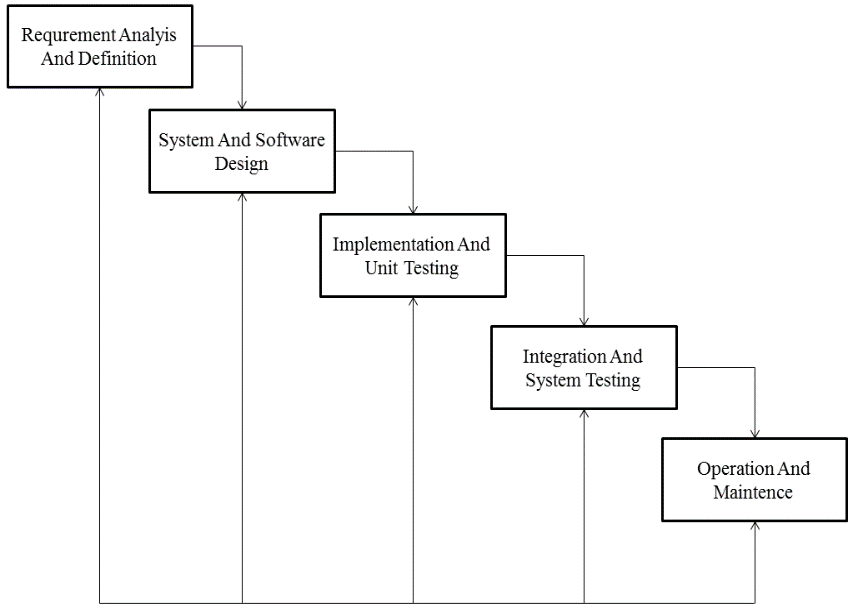 Requrement Analyis
And Definition
System And Software
Design
Implementation And
Unit Testing
Integration And
System Testing
Operation And
Maintence